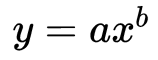 y = ax^b